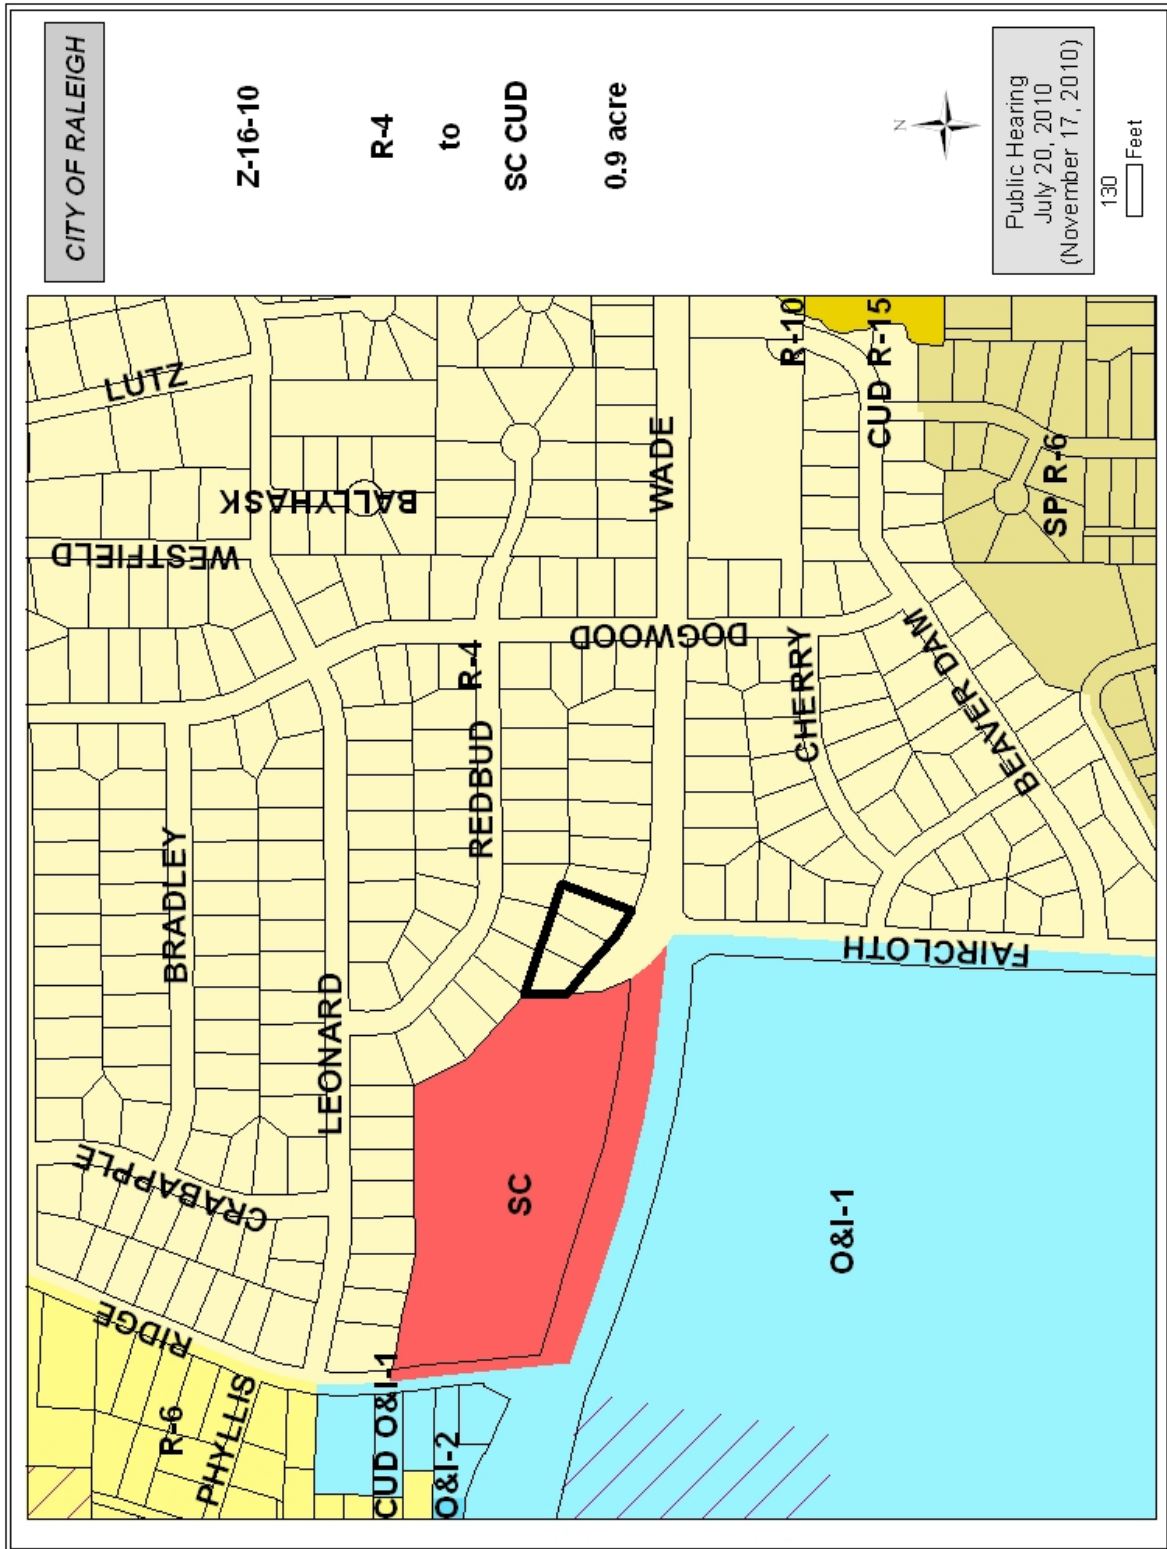 CITY OF RALEIGH
Z-16-10
R-4
to
SC CUD
0.9 acre
N
Public Hearing
July 20, 2010
(November 17, 2010)
130
Feet
LUTZ
WESTFIELD
BALLYHASK
WADE
R-10
CUD R-15
SP R-6
DOGWOOD
R-4
REDBUD
CHERRY
BEAVER DAM
BRADLEY
LEONARD
FAIRCLOTH
CRABAPPLE
SC
O&I-1
RIDGE
R-6
PHYLLIS
CUD O&I-1
O&I-2